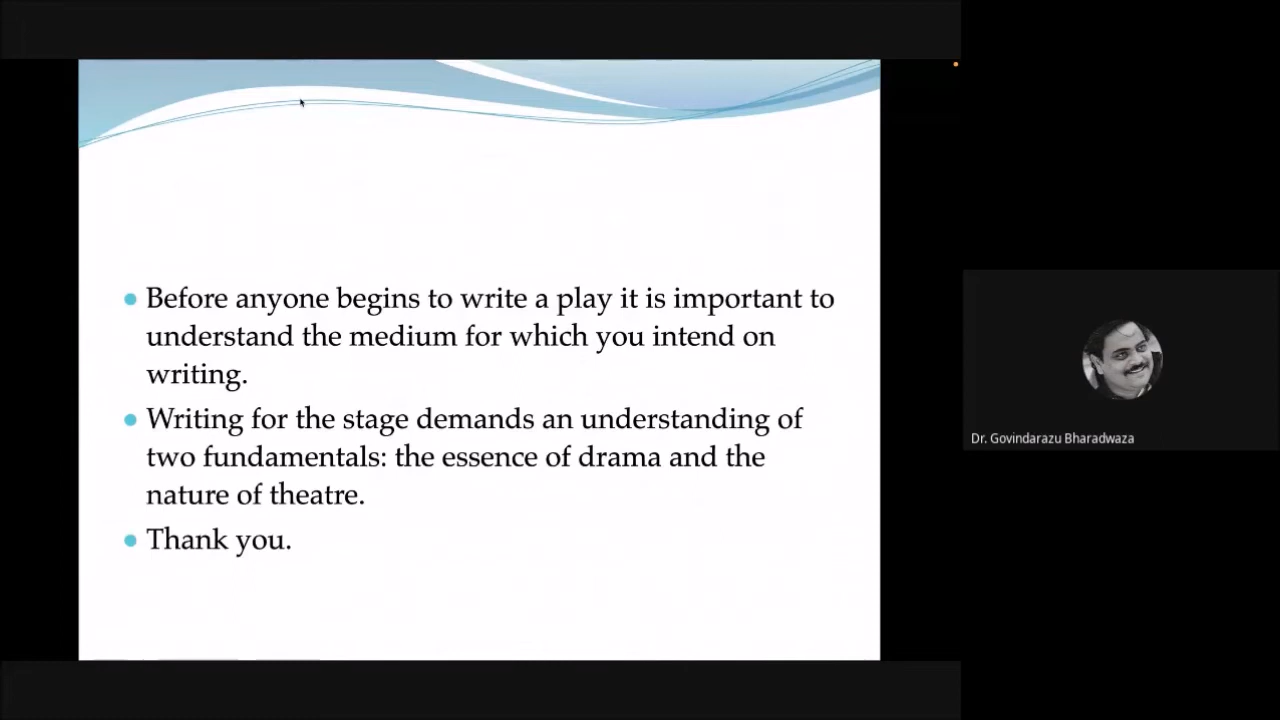 Before anyone begins to write a play it is important to
understand the medium for which you intend on
writing.
Writing for the stage demands an understanding of
two fundamentals: the essence of drama and the
nature of theatre.
Thank you.
Dr. Govindarazu Bharadwaza